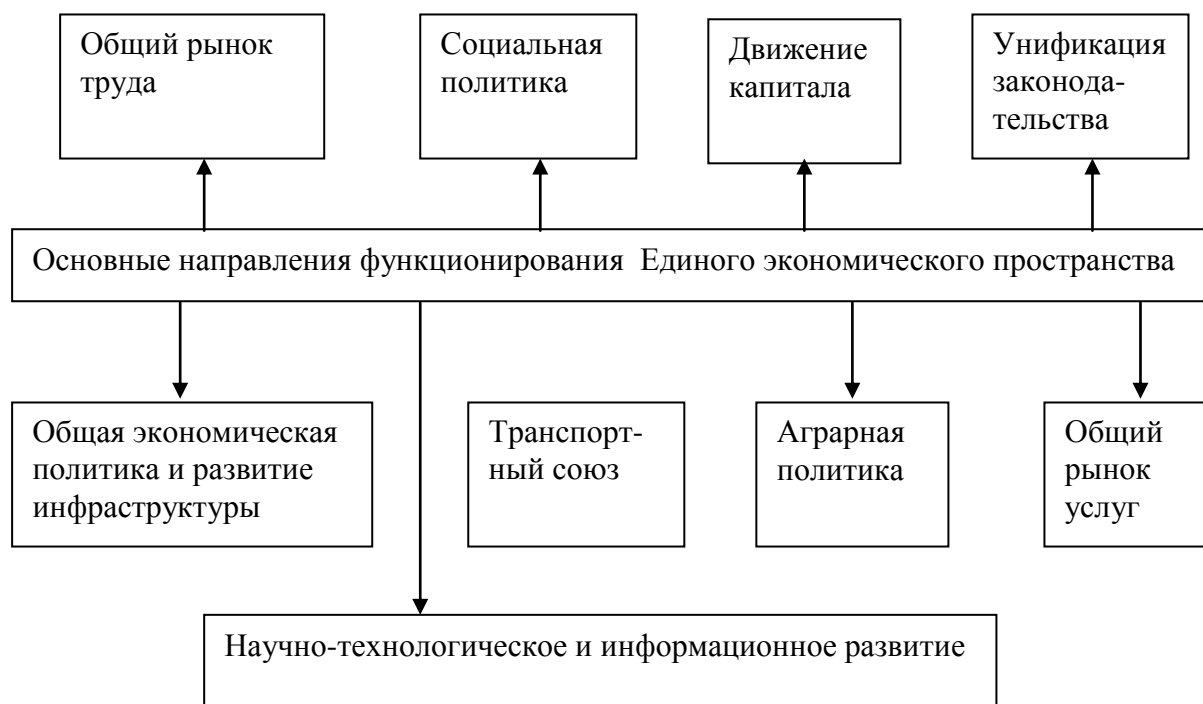 Общий рынок
труда
Социальная
политика
Движение
капитала
Унификация
законода-
тельства
Основные направления функционирования  Единого экономического пространства
Общая экономическая
политика и развитие
инфраструктуры
Транспорт-
ный союз
Аграрная
политика
Общий
рынок
услуг
Научно-технологическое и информационное развитие